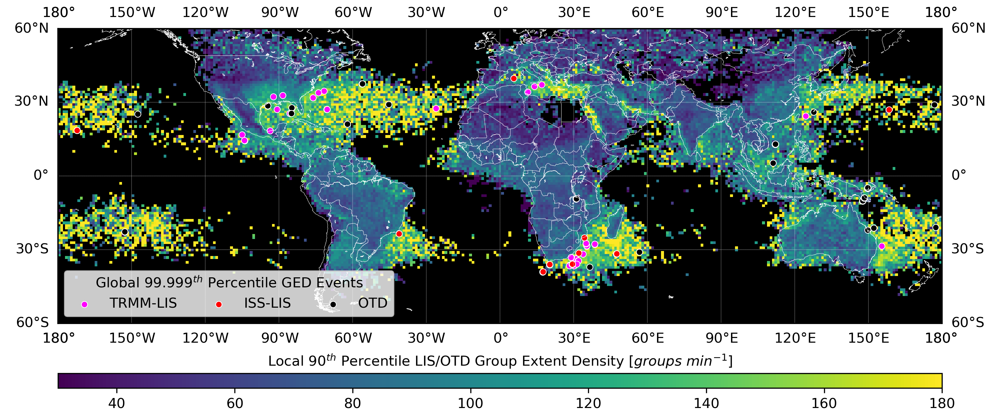 180° 150°W 120°W 90°W 60°W 30°W 0° 30°E 60°E 90°E 120°E 150°E 180°
60°N 60°N
30°N 30°N
0° 0°
30°S 30°S
Global 99.999th Percentile GED Events
TRMM-LIS ISS-LIS OTD
60°S 60°S
180° 150°W 120°W 90°W 60°W 30°W 0° 30°E 60°E 90°E 120°E 150°E 180°
Local 90th Percentile LIS/OTD Group Extent Density [groups min−1]
40 60 80 100 120 140 160 180